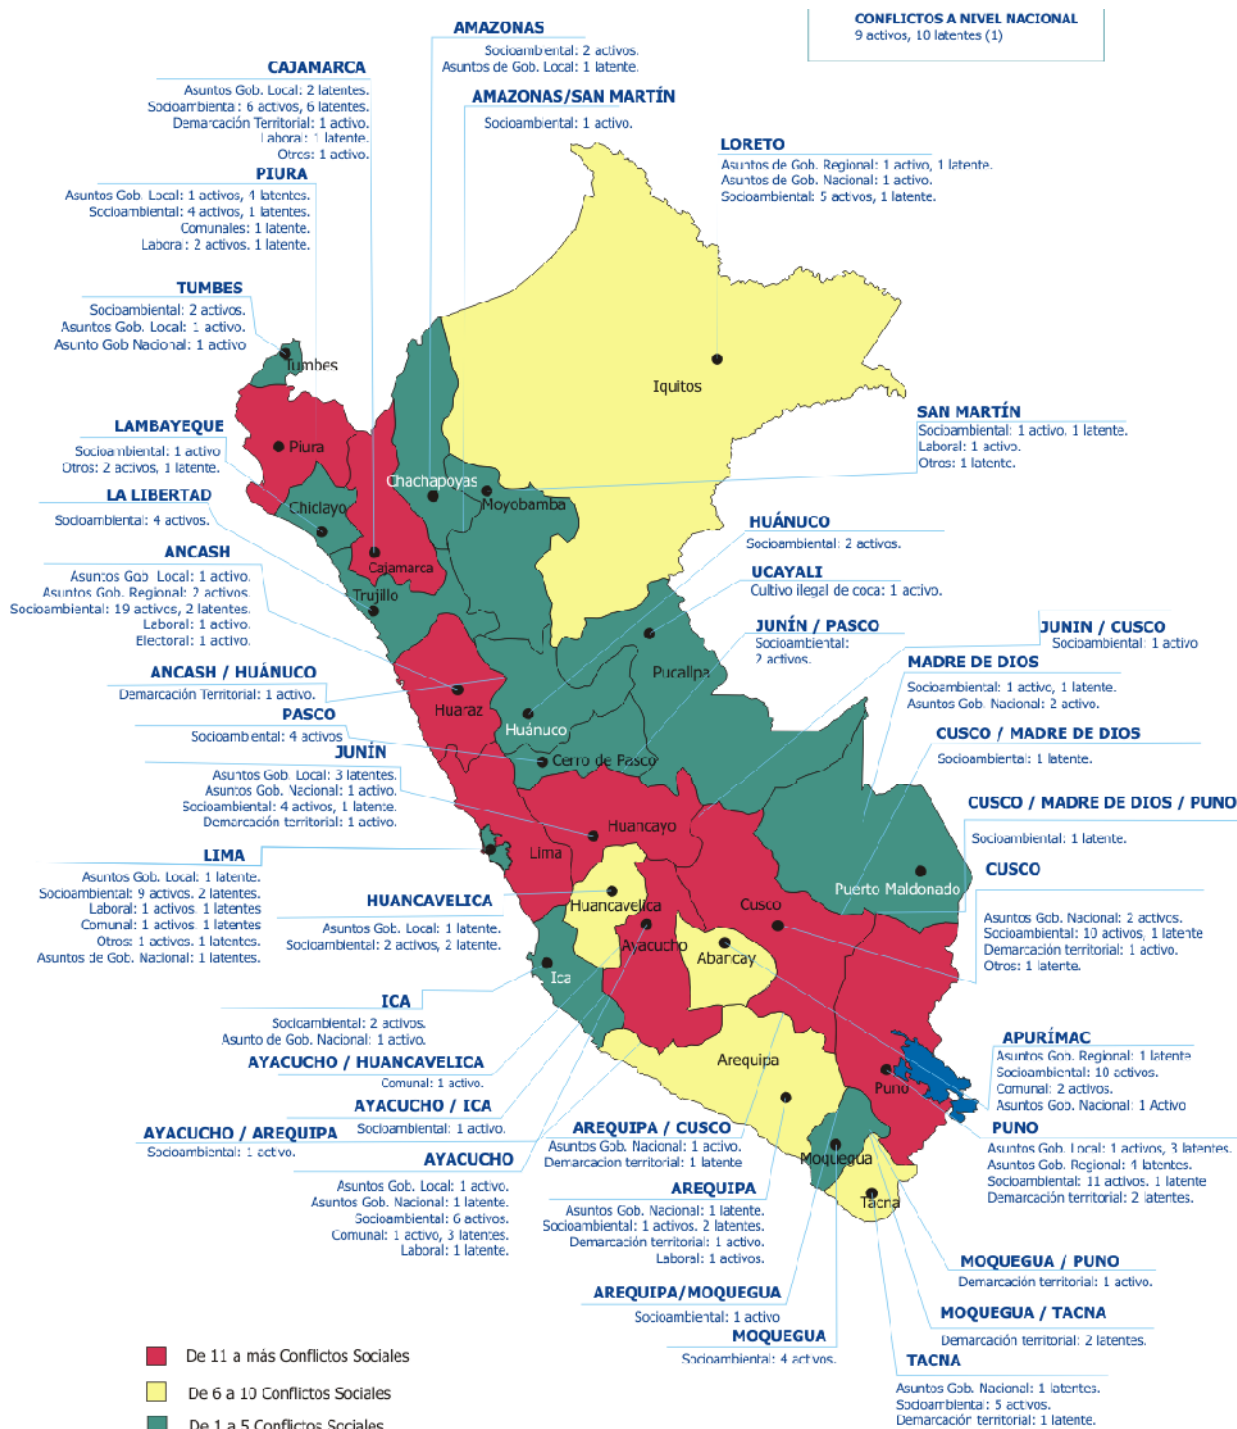 CONFLICTOS A NIVEL NACIONAL
9 activos, 10 latentes (1)
AMAZONAS
Socioambiental: 2 activos.
Asuntos de Gob. Local: 1 latente.
CAJAMARCA
Asuntos Gob. Local: 2 latentes.
Socioambiental: 6 activos, 6 latentes.
Demarcación Territorial: 1 activo.
Laboral: 1 latente.
Otros: 1 activo.
AMAZONAS/SAN MARTÍN
Socioambiental: 1 activo.
LORETO
Asuntos de Gob. Regional: 1 activo, 1 latente.
Asuntos de Gob. Nacional: 1 activo.
Socioambiental: 5 activos, 1 latente.
PIURA
Asuntos Gob. Local: 1 activos, 4 latentes.
Socioambiental: 4 activos, 1 latentes.
Comunales: 1 latente.
Laboral: 2 activos. 1 latente.
TUMBES
Socioambiental: 2 activos.
Asuntos Gob. Local: 1 activo.
Asunto Gob Nacional: 1 activo
Tumbes
Iquitos
LAMBAYEQUE
Socioambiental: 1 activo
Otros: 2 activos, 1 latente.
Piura
SAN MARTÍN
Socioambiental: 1 activo. 1 latente.
Laboral: 1 activo.
Otros: 1 latente.
LA LIBERTAD
Socioambiental: 4 activos.
Chiclayo
Chachapoyas
Moyobamba
HUÁNUCO
Socioambiental: 2 activos.
ANCASH
Asuntos Gob. Local: 1 activo.
Asuntos Gob. Regional: 2 activos.
Socioambiental: 19 activos, 2 latentes.
Laboral: 1 activo.
Electoral: 1 activo.
Cajamarca
Trujillo
UCAYALI
Cultivo ilegal de coca: 1 activo.
JUNÍN / PASCO
Socioambiental:
2 activos.
JUNIN / CUSCO
Socioambiental: 1 activo
ANCASH / HUÁNUCO
Demarcación Territorial: 1 activo.
Pucallpa
MADRE DE DIOS
Socioambiental: 1 activo, 1 latente.
Asuntos Gob. Nacional: 2 activo.
PASCO
Socioambiental: 4 activos
Huaraz
Huánuco
CUSCO / MADRE DE DIOS
Socioambiental: 1 latente.
JUNÍN
Asuntos Gob. Local: 3 latentes.
Asuntos Gob. Nacional: 1 activo.
Socioambiental: 4 activos, 1 latente.
Demarcación territorial: 1 activo.
Cerro de Pasco
CUSCO / MADRE DE DIOS / PUNO
Socioambiental: 1 latente.
Huancayo
LIMA
Asuntos Gob. Local: 1 latente.
Socioambiental: 9 activos. 2 latentes.
Laboral: 1 activos. 1 latentes
Comunal: 1 activos. 1 latentes
Otros: 1 activos. 1 latentes.
Asuntos de Gob. Nacional: 1 latentes.
Lima
CUSCO
Asuntos Gob. Nacional: 2 activos.
Socioambiental: 10 activos, 1 latente
Demarcación territorial: 1 activo.
Otros: 1 latente.
Puerto Maldonado
HUANCAVELICA
Asuntos Gob. Local: 1 latente.
Socioambiental: 2 activos, 2 latente.
Huancavelica
Cusco
Ayacucho
Abancay
Ica
ICA
Socioambiental: 2 activos.
Asunto de Gob. Nacional: 1 activo.
APURÍMAC
Asuntos Gob. Regional: 1 latente
Socioambiental: 10 activos.
Comunal: 2 activos.
Asuntos Gob. Nacional: 1 Activo
AYACUCHO / HUANCAVELICA
Comunal: 1 activo.
Arequipa
Puno
AYACUCHO / ICA
Socioambiental: 1 activo.
AYACUCHO / AREQUIPA
Socioambiental: 1 activo.
AREQUIPA / CUSCO
Asuntos Gob. Nacional: 1 activo.
Demarcacion territorial: 1 latente
PUNO
Asuntos Gob. Local: 1 activos, 3 latentes.
Asuntos Gob. Regional: 4 latentes.
Socioambiental: 11 activos. 1 latente
Demarcación territorial: 2 latentes.
AYACUCHO
Asuntos Gob. Local: 1 activo.
Asuntos Gob. Nacional: 1 latente.
Socioambiental: 6 activos.
Comunal: 1 activo, 3 latentes.
Laboral: 1 latente.
Moquegua
AREQUIPA
Asuntos Gob. Nacional: 1 latente.
Socioambiental: 1 activos. 2 latentes.
Demarcación territorial: 1 activo.
Laboral: 1 activos.
Tacna
MOQUEGUA / PUNO
Demarcación territorial: 1 activo.
AREQUIPA/MOQUEGUA
Socioambiental: 1 activo
MOQUEGUA / TACNA
Demarcación territorial: 2 latentes.
MOQUEGUA
Socioambiental: 4 activos.
TACNA
Asuntos Gob. Nacional: 1 latentes.
Socioambiental: 5 activos.
Demarcación territorial: 1 latente.
De 11 a más Conflictos Sociales
De 6 a 10 Conflictos Sociales
De 1 a 5 Conflictos Sociales